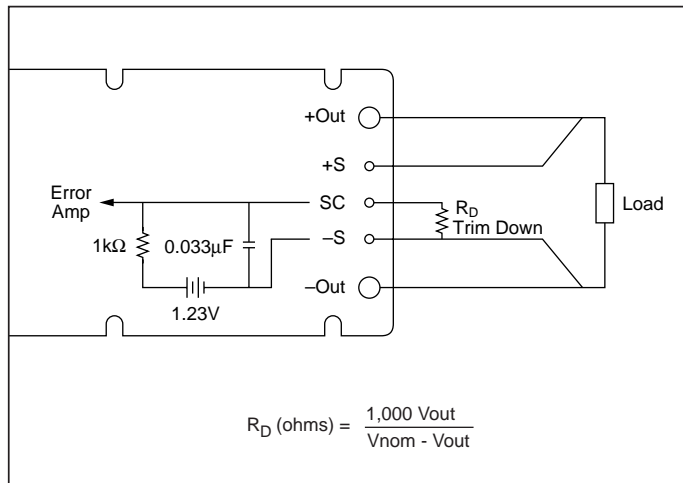 +Out
+S
Error
Amp
SC
R_D
Trim Down
Load
1kΩ
0.033μF
–S
1.23V
–Out
R_D (ohms) = 1,000 Vout
Vnom - Vout